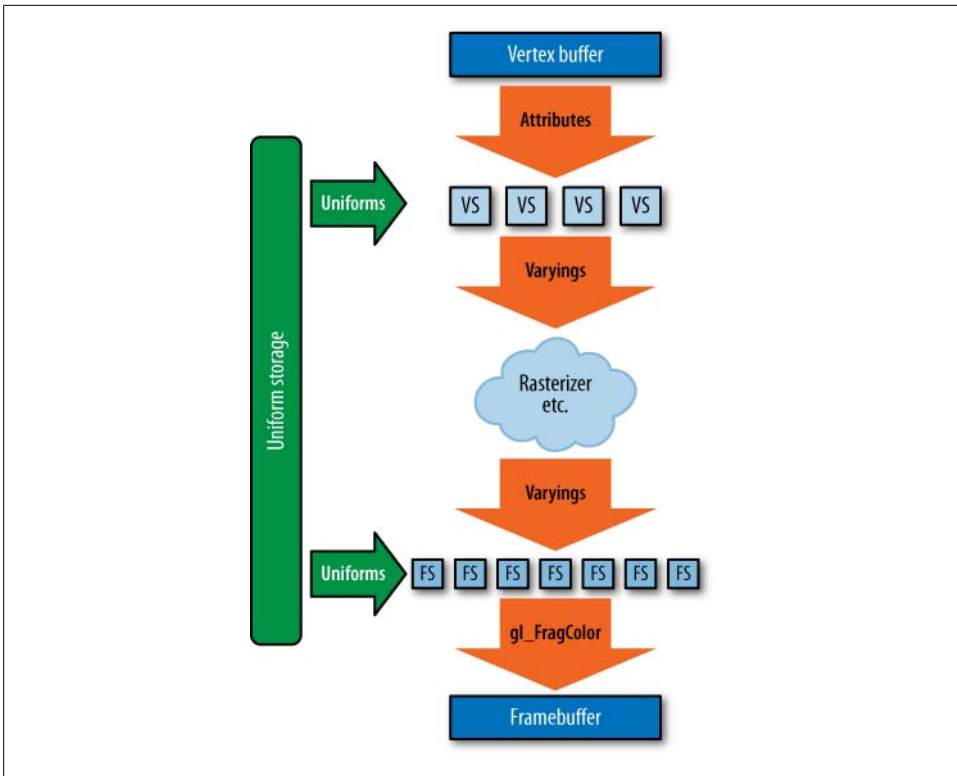 Vertex buffer
Attributes
Uniforms
VS VS VS VS
Varyings
Uniform storage
Rasterizer
etc.
Varyings
Uniforms
FS FS FS FS FS FS FS
gl_FragColor
Framebuffer